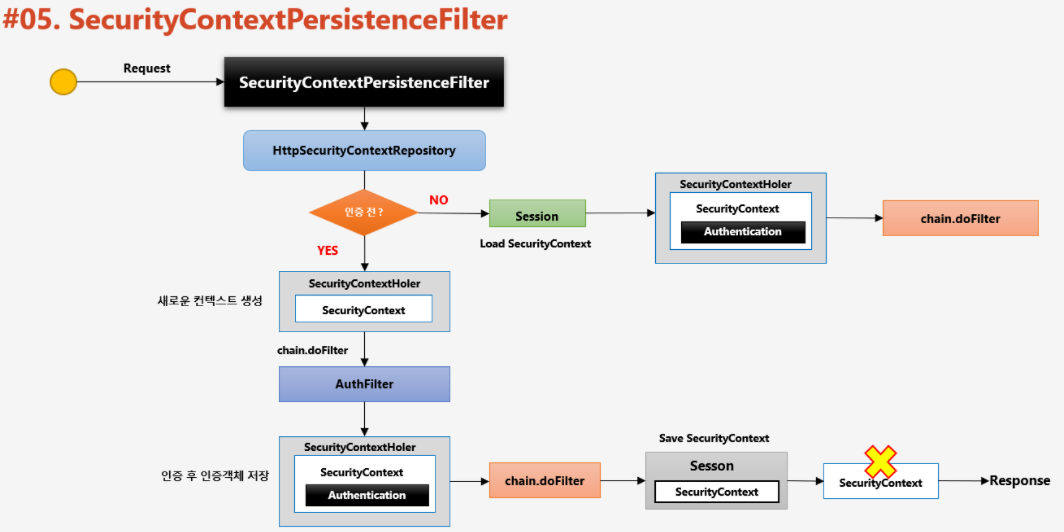 #05. SecurityContextPersistenceFilter
Request
SecurityContextPersistenceFilter
HttpSecurityContextRepository
인증 전 ?
NO
Session
Load SecurityContext
SecurityContextHoler
SecurityContext
Authentication
chain.doFilter
YES
새로운 컨텍스트 생성
SecurityContextHoler
SecurityContext
chain.doFilter
AuthFilter
인증 후 인증객체 저장
SecurityContextHoler
SecurityContext
Authentication
chain.doFilter
Save SecurityContext
Sesson
SecurityContext
SecurityContext
Response